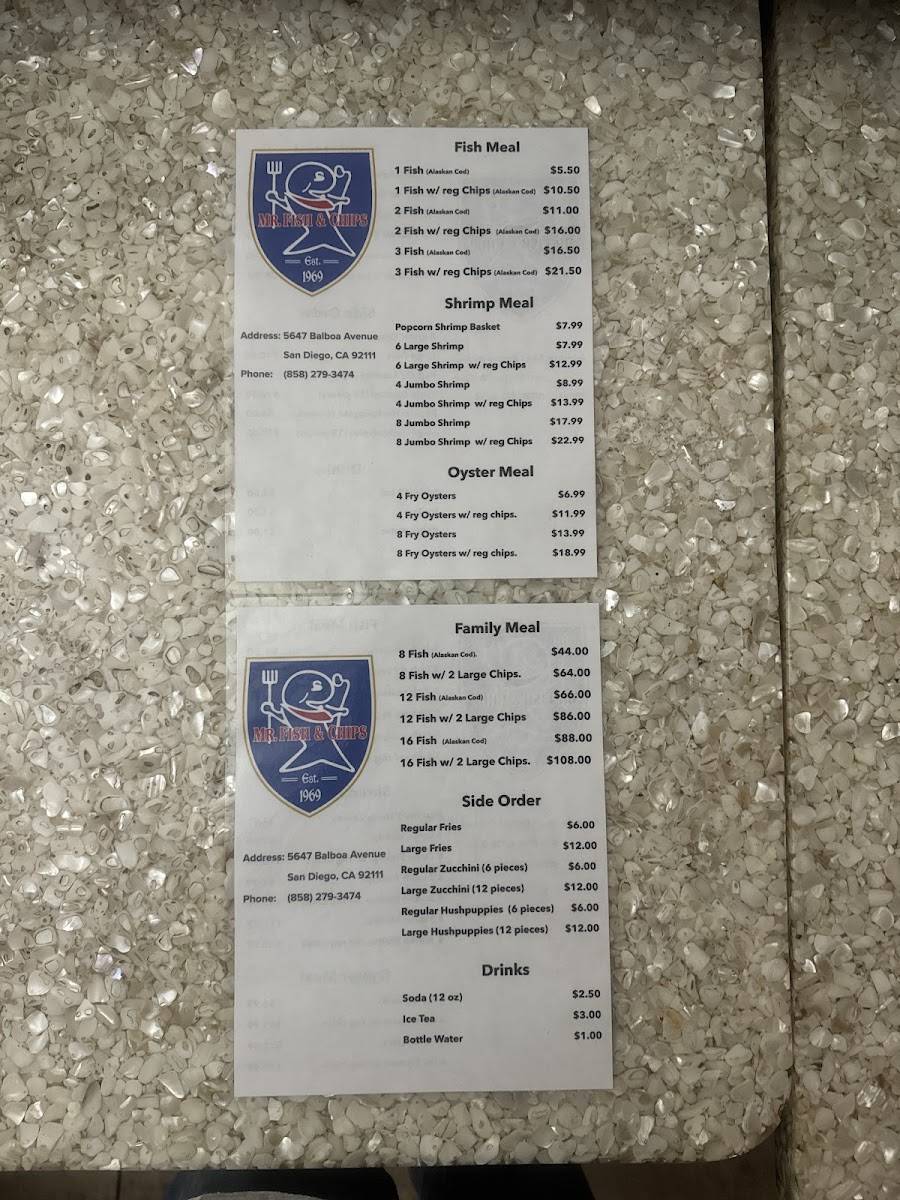 MR. FISH & CHIPS
Est.
1969
Address: 5647 Balboa Avenue
San Diego, CA 92111
Phone: (858) 279-3474
Fish Meal
1 Fish (Alaskan Cod) $5.50
1 Fish w/ reg Chips (Alaskan Cod) $10.50
2 Fish (Alaskan Cod) $11.00
2 Fish w/ reg Chips (Alaskan Cod) $16.00
3 Fish (Alaskan Cod) $16.50
3 Fish w/ reg Chips (Alaskan Cod) $21.50
Shrimp Meal
Popcorn Shrimp Basket $7.99
6 Large Shrimp $7.99
6 Large Shrimp w/ reg Chips $12.99
4 Jumbo Shrimp $8.99
4 Jumbo Shrimp w/ reg Chips $13.99
8 Jumbo Shrimp $17.99
8 Jumbo Shrimp w/ reg Chips $22.99
Oyster Meal
4 Fry Oysters $6.99
4 Fry Oysters w/ reg chips. $11.99
8 Fry Oysters $13.99
8 Fry Oysters w/ reg chips. $18.99
MR. FISH & CHIPS
Est.
1969
Address: 5647 Balboa Avenue
San Diego, CA 92111
Phone: (858) 279-3474
Family Meal
8 Fish (Alaskan Cod). $44.00
8 Fish w/ 2 Large Chips. $64.00
12 Fish (Alaskan Cod) $66.00
12 Fish w/ 2 Large Chips $86.00
16 Fish (Alaskan Cod) $88.00
16 Fish w/ 2 Large Chips. $108.00
Side Order
Regular Fries $6.00
Large Fries $12.00
Regular Zucchini (6 pieces) $6.00
Large Zucchini (12 pieces) $12.00
Regular Hushpuppies (6 pieces) $6.00
Large Hushpuppies (12 pieces) $12.00
Drinks
Soda (12 oz) $2.50
Ice Tea $3.00
Bottle Water $1.00